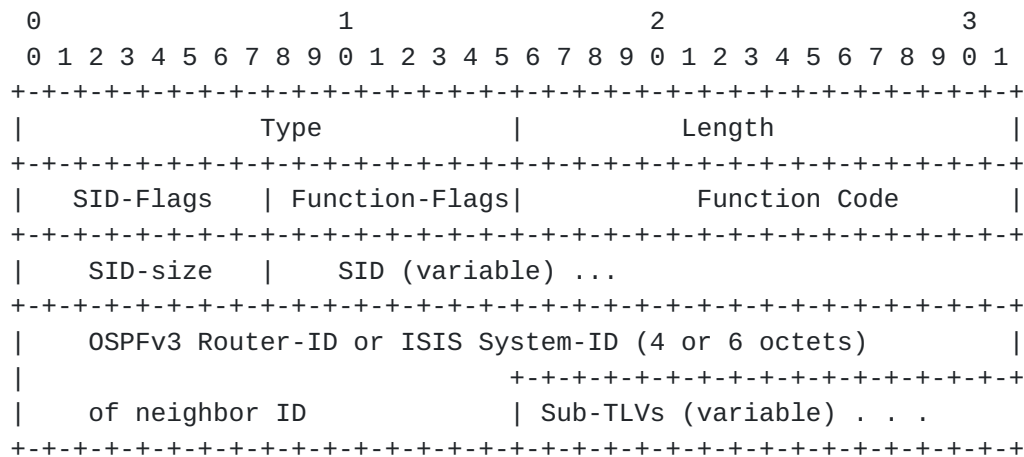 0                   1                   2                   3
 0 1 2 3 4 5 6 7 8 9 0 1 2 3 4 5 6 7 8 9 0 1 2 3 4 5 6 7 8 9 0 1
+-+-+-+-+-+-+-+-+-+-+-+-+-+-+-+-+-+-+-+-+-+-+-+-+-+-+-+-+-+-+-+-+
|               Type            |          Length               |
+-+-+-+-+-+-+-+-+-+-+-+-+-+-+-+-+-+-+-+-+-+-+-+-+-+-+-+-+-+-+-+-+
|   SID-Flags   | Function-Flags|           Function Code       |
+-+-+-+-+-+-+-+-+-+-+-+-+-+-+-+-+-+-+-+-+-+-+-+-+-+-+-+-+-+-+-+-+
|    SID-size   |    SID (variable) ...
+-+-+-+-+-+-+-+-+-+-+-+-+-+-+-+-+-+-+-+-+-+-+-+-+-+-+-+-+-+-+-+-+
|    OSPFv3 Router-ID or ISIS System-ID (4 or 6 octets)         |
|                               +-+-+-+-+-+-+-+-+-+-+-+-+-+-+-+-+
|    of neighbor ID             | Sub-TLVs (variable) . . .
+-+-+-+-+-+-+-+-+-+-+-+-+-+-+-+-+-+-+-+-+-+-+-+-+-+-+-+-+-+-+-+-+